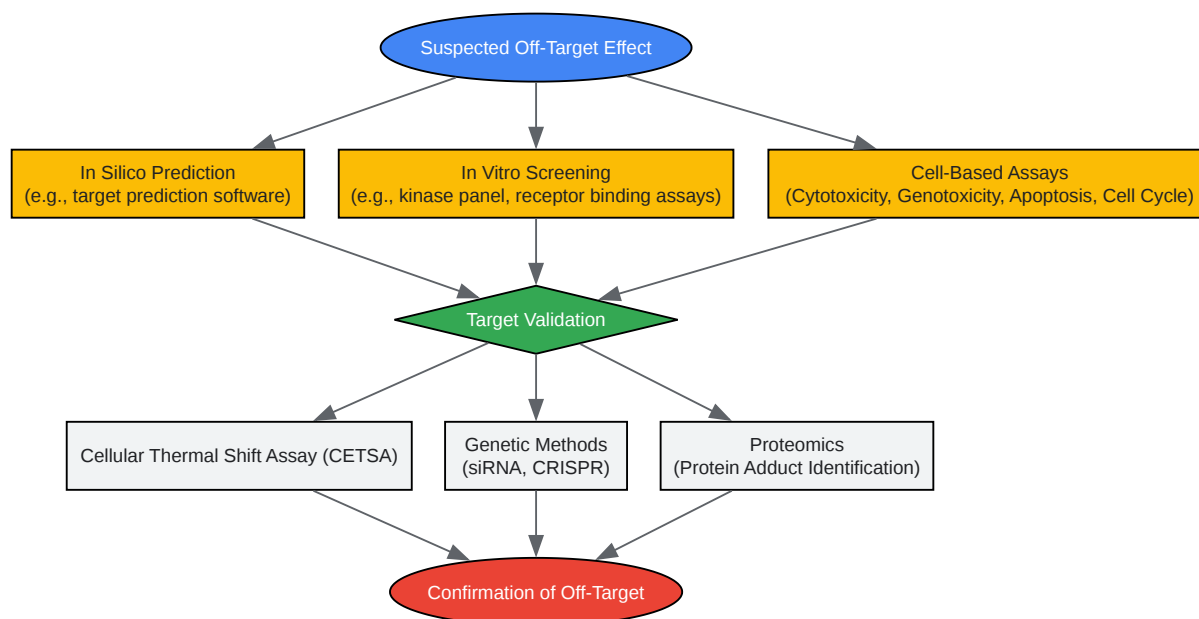 Suspected Off-Target Effect
In Silico Prediction
(e.g., target prediction software)
In Vitro Screening
(e.g., kinase panel, receptor binding assays)
Cell-Based Assays
(Cytotoxicity, Genotoxicity, Apoptosis, Cell Cycle)
Target Validation
Cellular Thermal Shift Assay (CETSA)
Genetic Methods
(siRNA, CRISPR)
Proteomics
(Protein Adduct Identification)
Confirmation of Off-Target